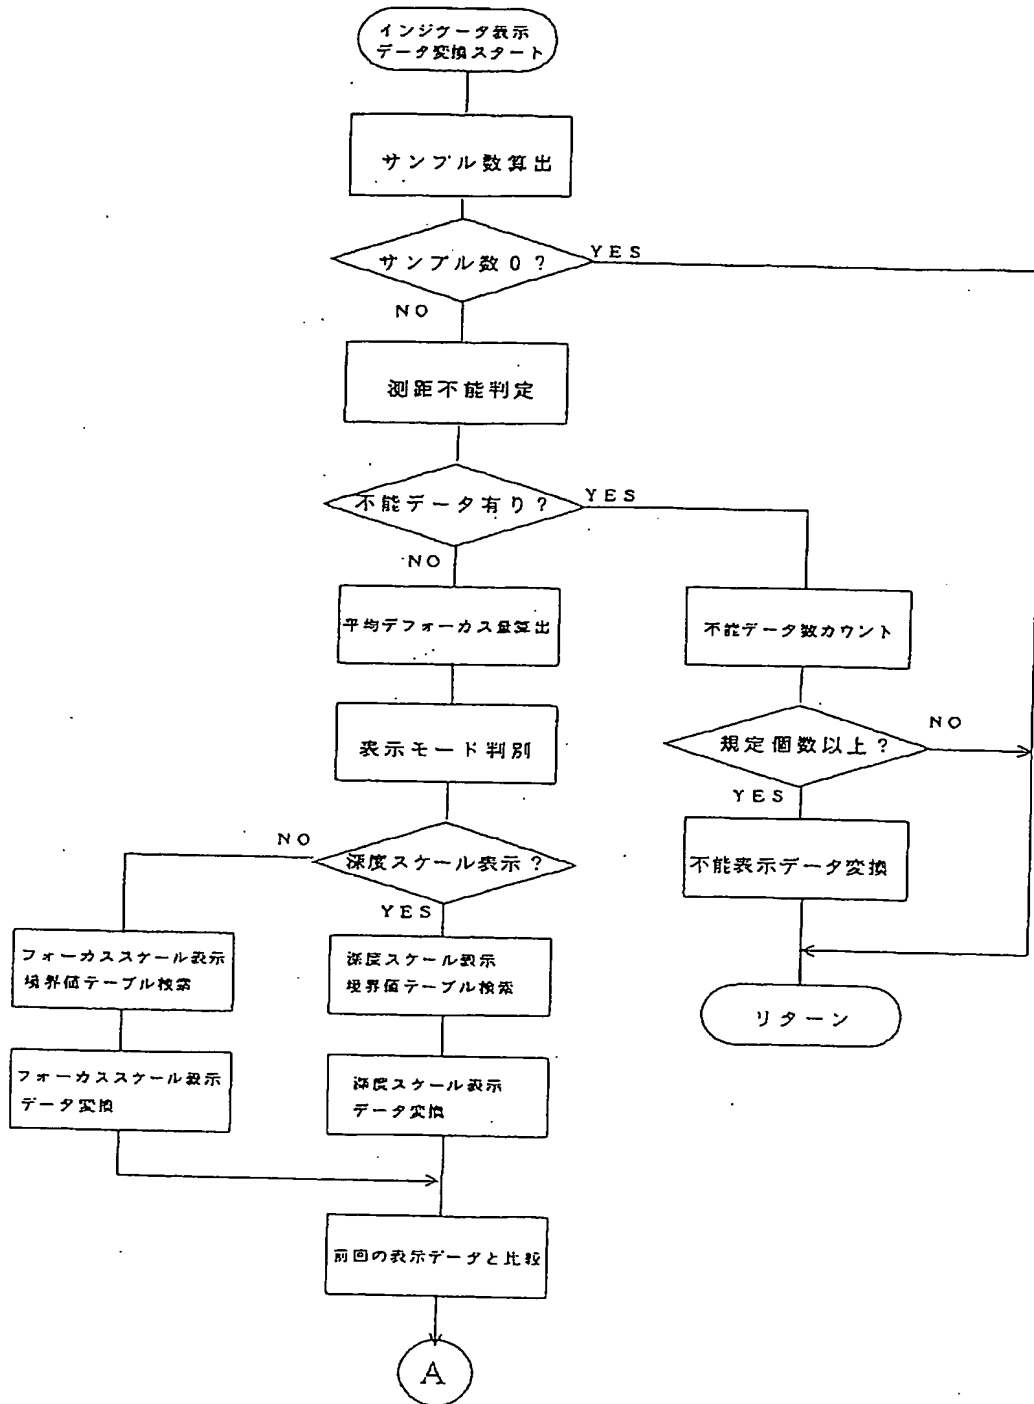 インジケータ表示
データ変換スタート
サンプル数算出
サンプル数0?
YES
NO
測距不能判定
不能データ有り?
YES
NO
平均デフォーカス量算出
不能データ数カウント
表示モード判別
規定個数以上?
NO
YES
深度スケール表示?
NO
YES
不能表示データ変換
フォーカススケール表示
境界値テーブル検索
深度スケール表示
境界値テーブル検索
リターン
フォーカススケール表示
データ変換
深度スケール表示
データ変換
前回の表示データと比較
A